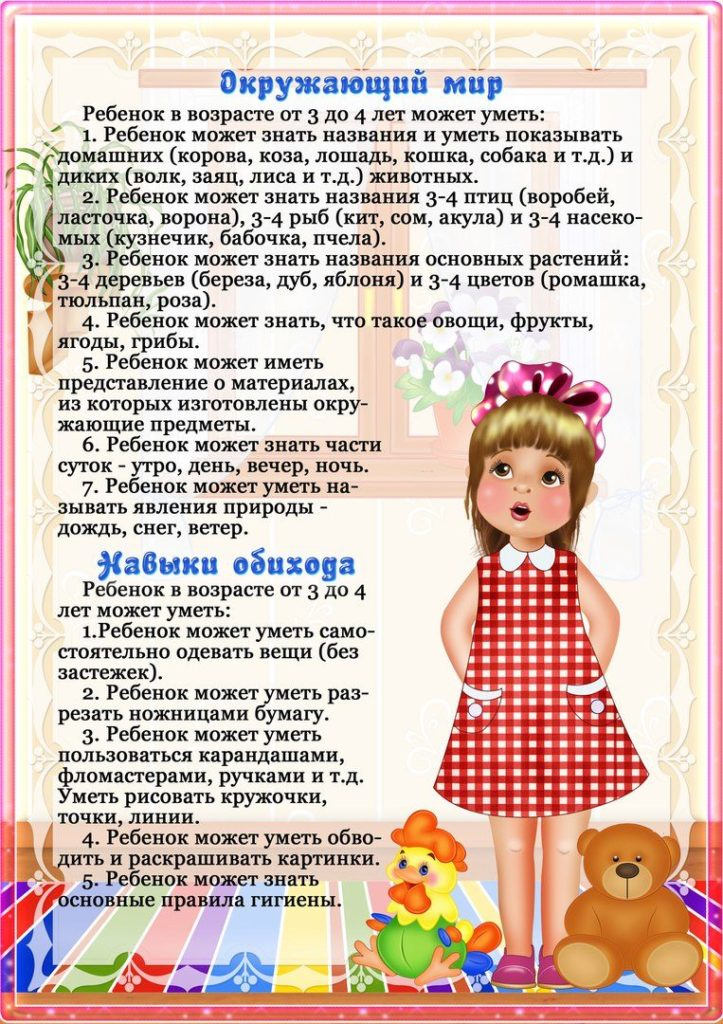 Окружающий мир
Ребенок в возрасте от 3 до 4 лет может уметь:
1. Ребенок может знать названия и уметь показывать
домашних (корова, коза, лошадь, кошка, собака и т.д.) и
диких (волк, заяц, лиса и т.д.) животных.
2. Ребенок может знать названия 3-4 птиц (воробей,
ласточка, ворона), 3-4 рыб (кит, сом, акула) и 3-4 насеко-
мых (кузнечик, бабочка, пчела).
3. Ребенок может знать названия основных растений:
3-4 деревьев (береза, дуб, яблоня) и 3-4 цветов (ромашка,
тюльпан, роза).
4. Ребенок может знать, что такое овощи, фрукты,
ягоды, грибы.
5. Ребенок может иметь
представление о материалах,
из которых изготовлены окру-
жающие предметы.
6. Ребенок может знать части
суток - утро, день, вечер, ночь.
7. Ребенок может уметь на-
зывать явления природы -
дождь, снег, ветер.
Навыки обихода
Ребенок в возрасте от 3 до 4
лет может уметь:
1.Ребенок может уметь само-
стоятельно одевать вещи (без
застежек).
2. Ребенок может уметь раз-
резать ножницами бумагу.
3. Ребенок может уметь
пользоваться карандашами,
фломастерами, ручками и т.д.
Уметь рисовать кружочки,
точки, линии.
4. Ребенок может уметь обво-
дить и раскрашивать картинки.
5. Ребенок может знать
основные правила гигиены.